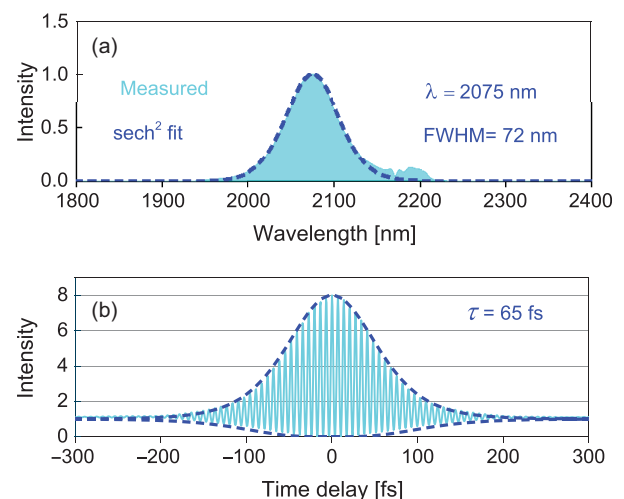 1.5
(a)
1.0
Measured
λ = 2075 nm
0.5
sech² fit
FWHM= 72 nm
0.0
Intensity
1800 1900 2000 2100 2200 2300 2400
Wavelength [nm]
8
(b)
τ = 65 fs
6
4
2
0
Intensity
−300 −200 −100 0 100 200 300
Time delay [fs]